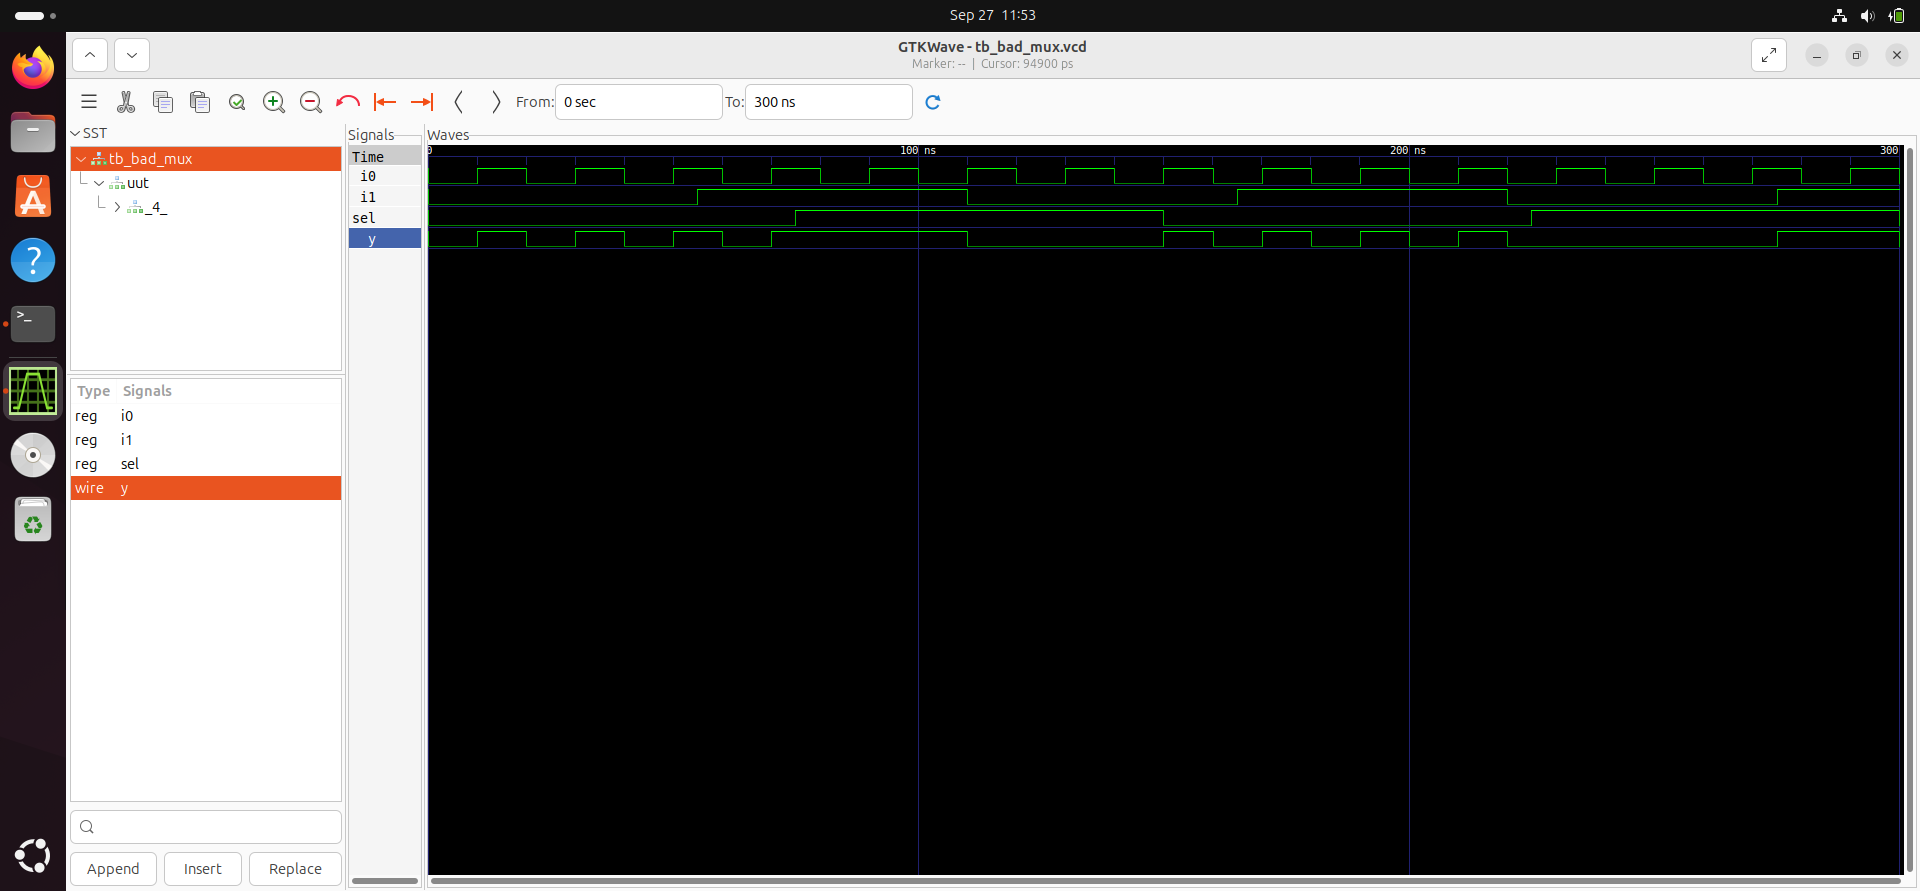 Sep 27 11:53
GTKWave - tb_bad_mux.vcd
Marker: -- | Cursor: 94900 ps
From: 0 sec To: 300 ns
SST
tb_bad_mux
uut
_4_
Type Signals
reg i0
reg i1
reg sel
wire y
Append Insert Replace
Signals
Time
i0
i1
sel
y
Waves
0 100 ns 200 ns 300